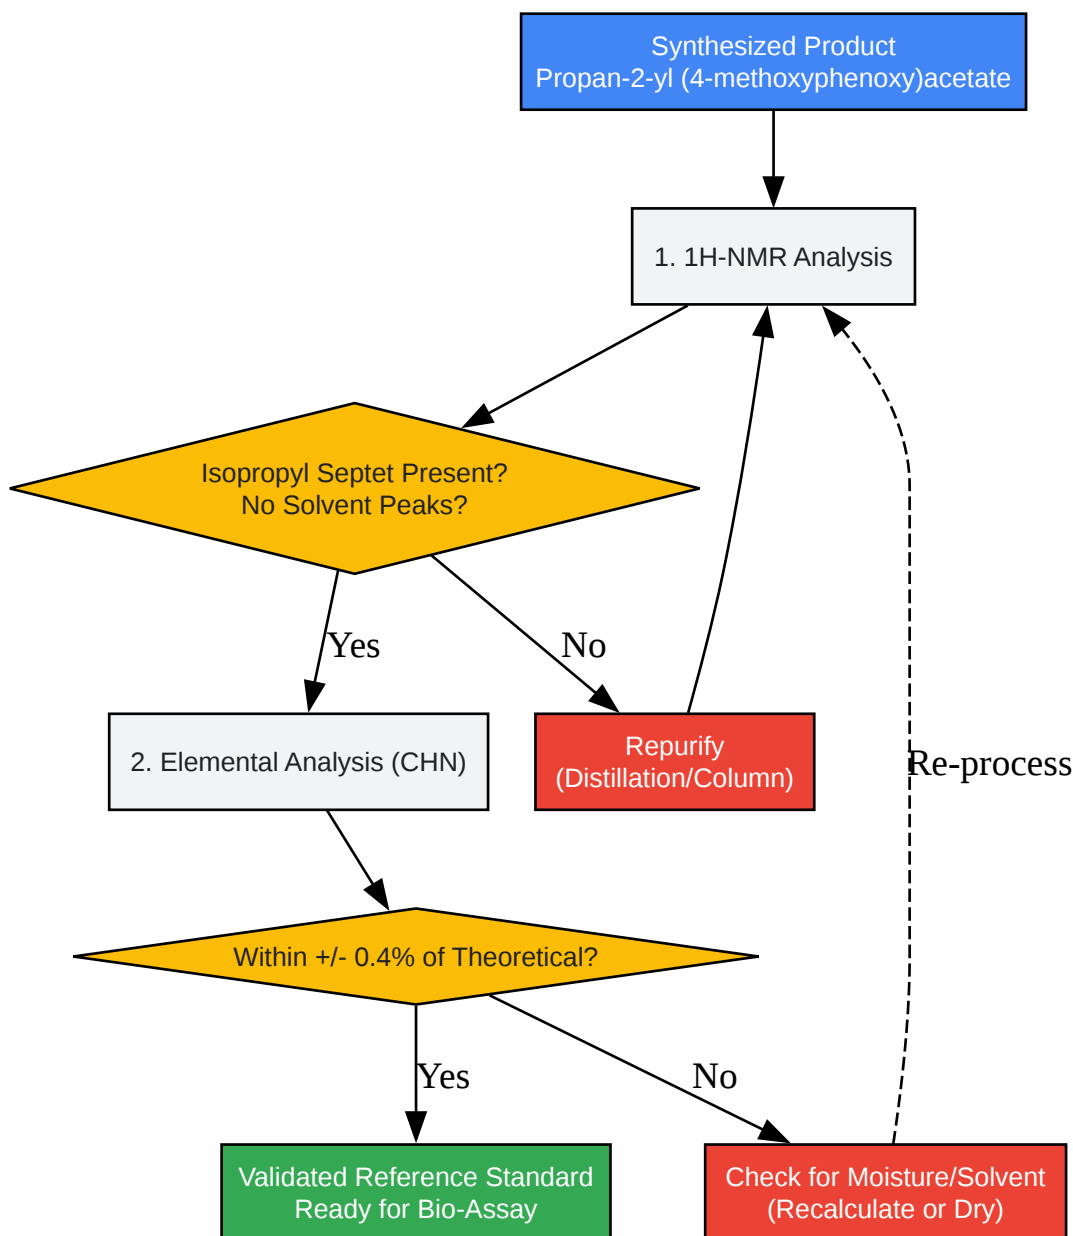 Synthesized Product
Propan-2-yl (4-methoxyphenoxy)acetate
1. 1H-NMR Analysis
Isopropyl Septet Present?
No Solvent Peaks?
Yes
No
2. Elemental Analysis (CHN)
Repurify
(Distillation/Column)
Re-process
Within +/- 0.4% of Theoretical?
Yes
No
Validated Reference Standard
Ready for Bio-Assay
Check for Moisture/Solvent
(Recalculate or Dry)